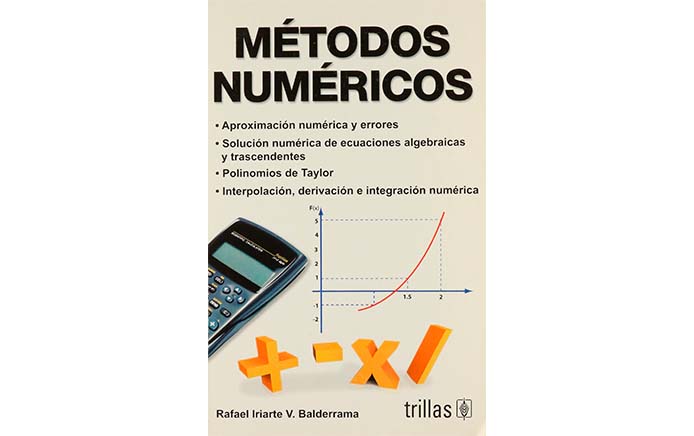 MÉTODOS
NUMÉRICOS
• Aproximación numérica y errores
• Solución numérica de ecuaciones algebraicas
y trascendentes
• Polinomios de Taylor
• Interpolación, derivación e integración numérica
F(x)
5
4
3
2
1
-1
-2
1.5
2
+ - x /
Rafael Iriarte V. Balderrama
trillas